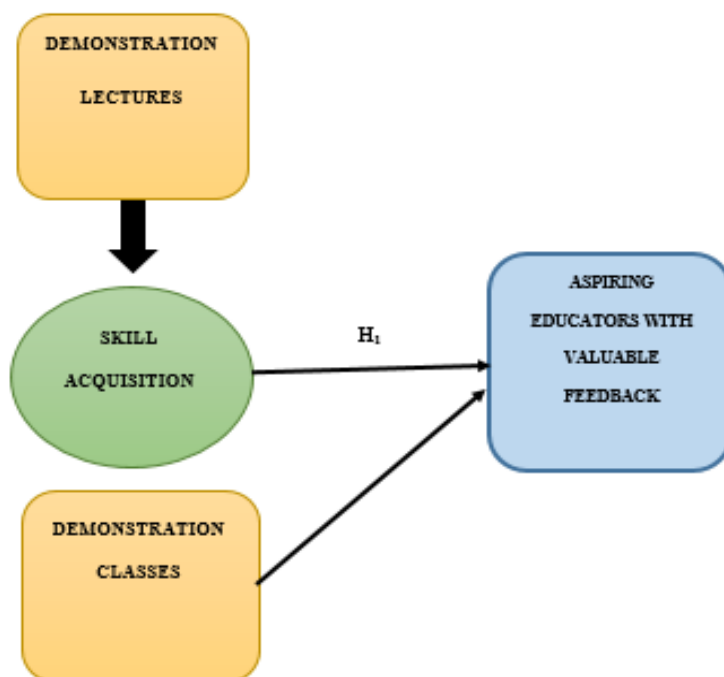 DEMONSTRATION
LECTURES
SKILL
ACQUISITION
H₁
ASPIRING
EDUCATORS WITH
VALUABLE
FEEDBACK
DEMONSTRATION
CLASSES